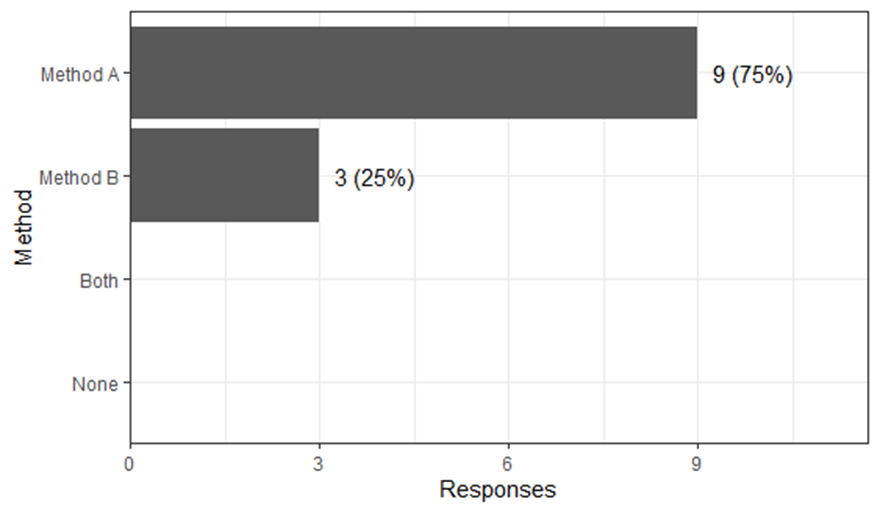 Method A
9 (75%)
Method B
3 (25%)
Both
None
Method
0 3 6 9
Responses